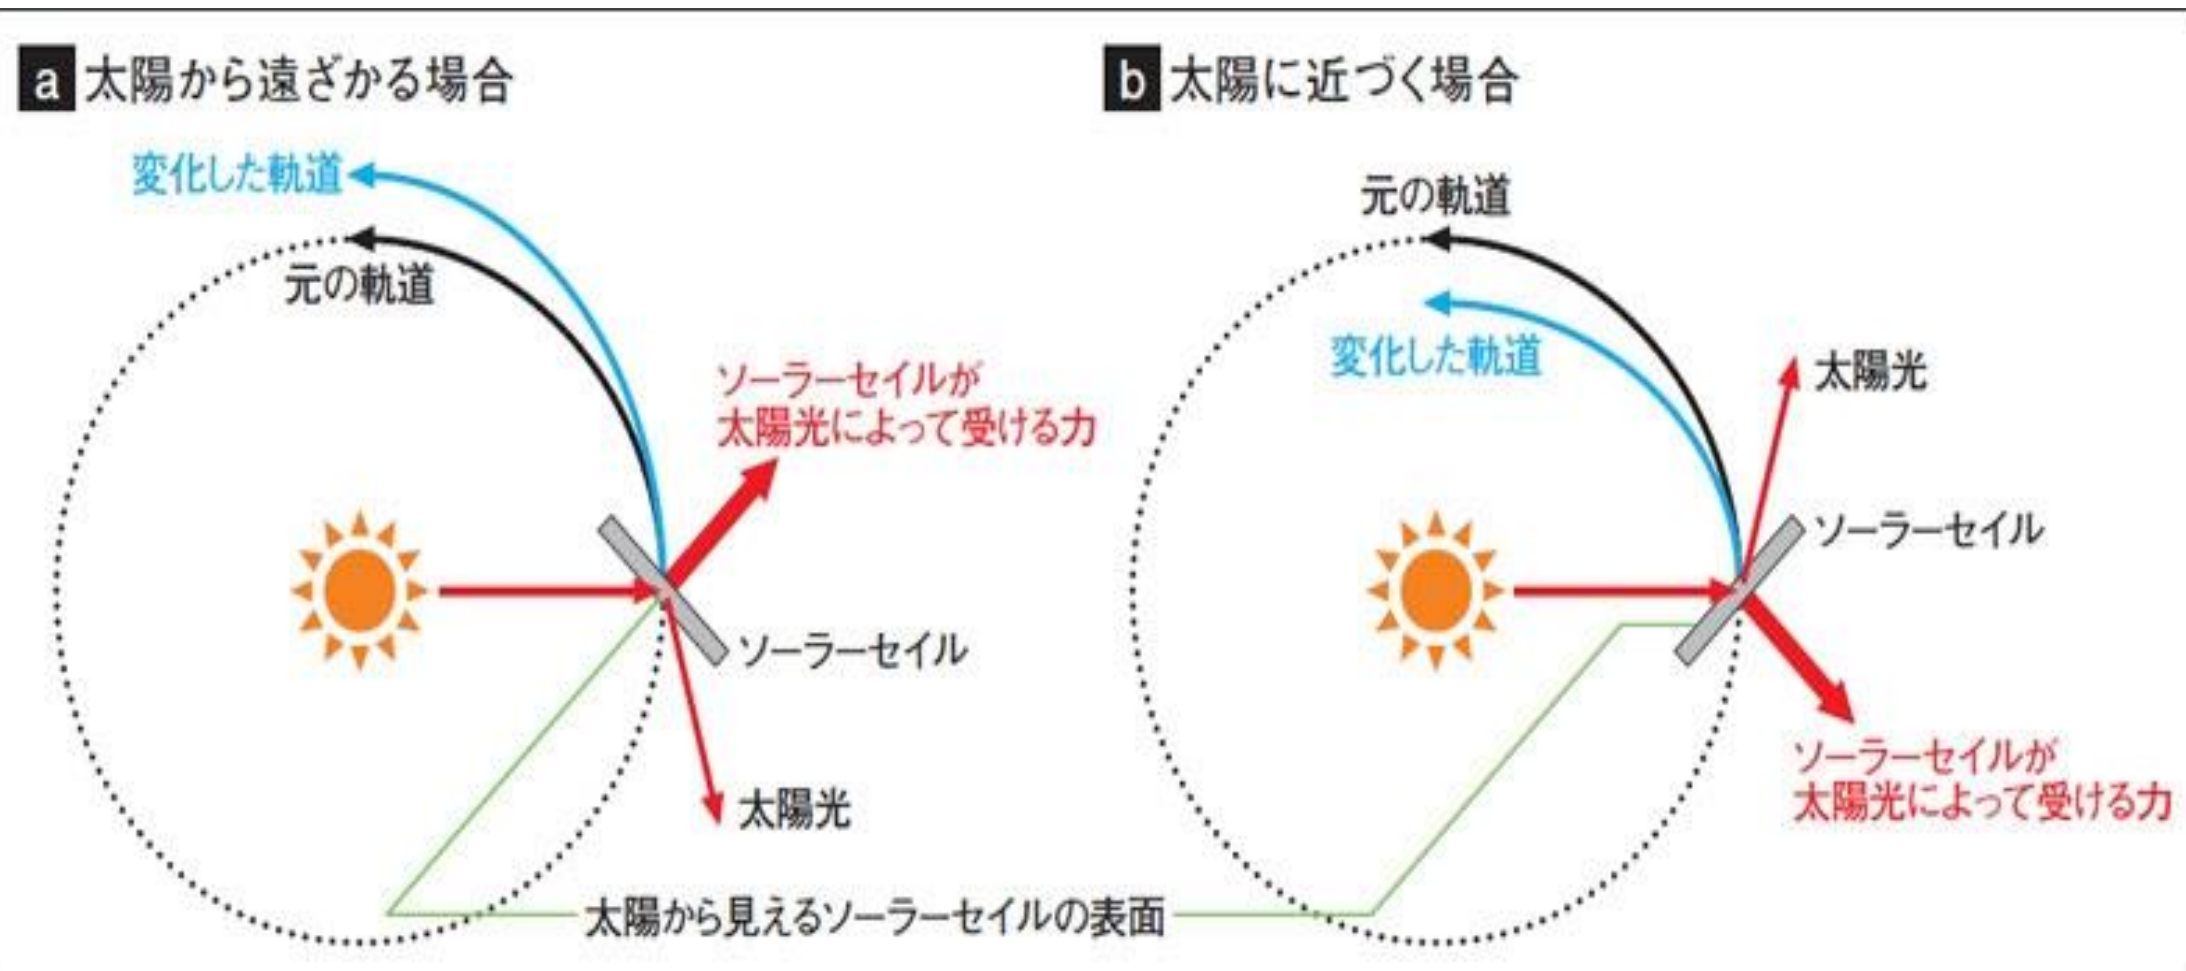 a 太陽から遠ざかる場合
変化した軌道
元の軌道
ソーラーセイルが
太陽光によって受ける力
ソーラーセイル
太陽光
b 太陽に近づく場合
元の軌道
変化した軌道
太陽光
ソーラーセイル
ソーラーセイルが
太陽光によって受ける力
太陽から見えるソーラーセイルの表面